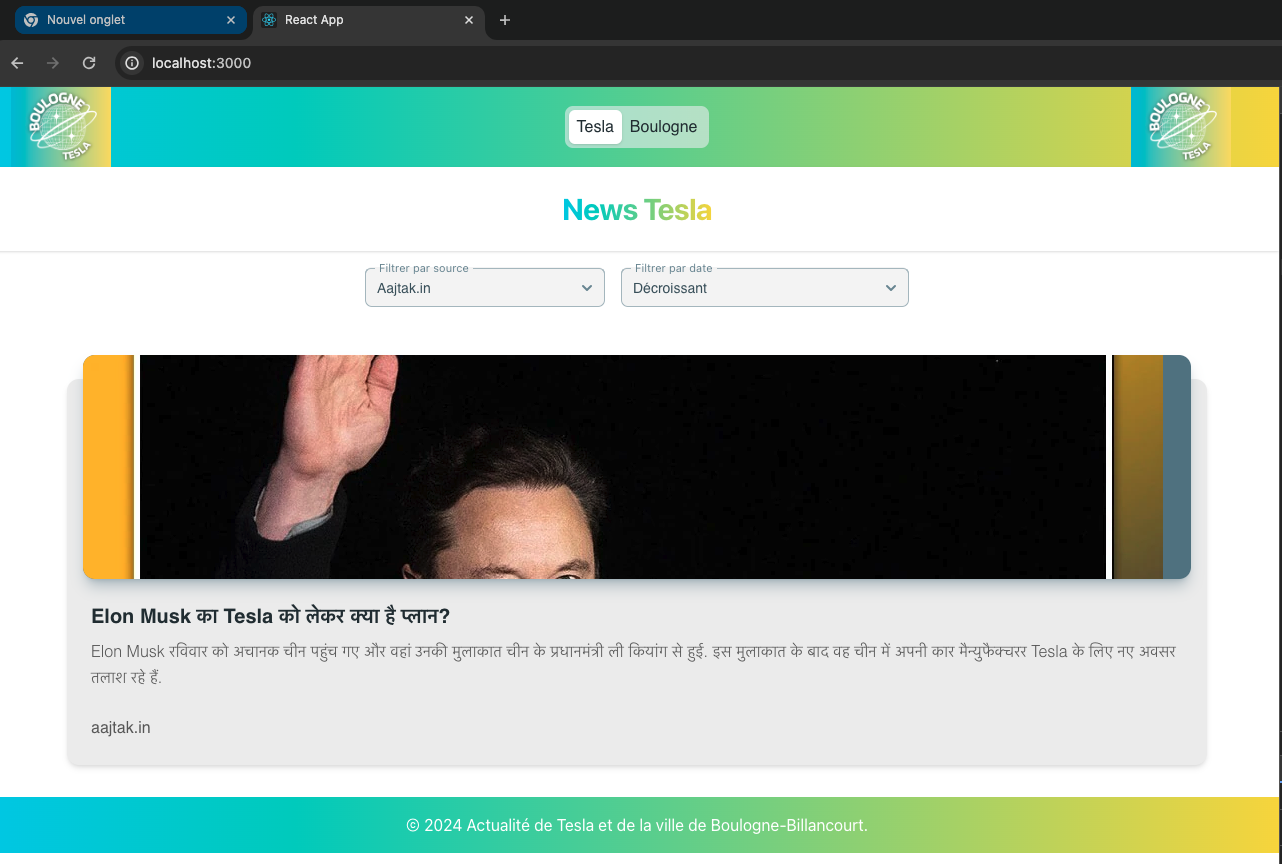 Nouvel onglet
React App
localhost:3000
BOULOGNE
TESLA
Tesla
Boulogne
BOULOGNE
TESLA
News Tesla
Filtrer par source
Aajtak.in
Filtrer par date
Décroissant
Elon Musk का Tesla को लेकर क्या है प्लान?
Elon Musk रविवार को अचानक चीन पहुंच गए और वहां उनकी मुलाकात चीन के प्रधानमंत्री ली कियांग से हुई. इस मुलाकात के बाद वह चीन में अपनी कार मैन्युफैक्चरर Tesla के लिए नए अवसर
तलाश रहे हैं.
aajtak.in
© 2024 Actualité de Tesla et de la ville de Boulogne-Billancourt.